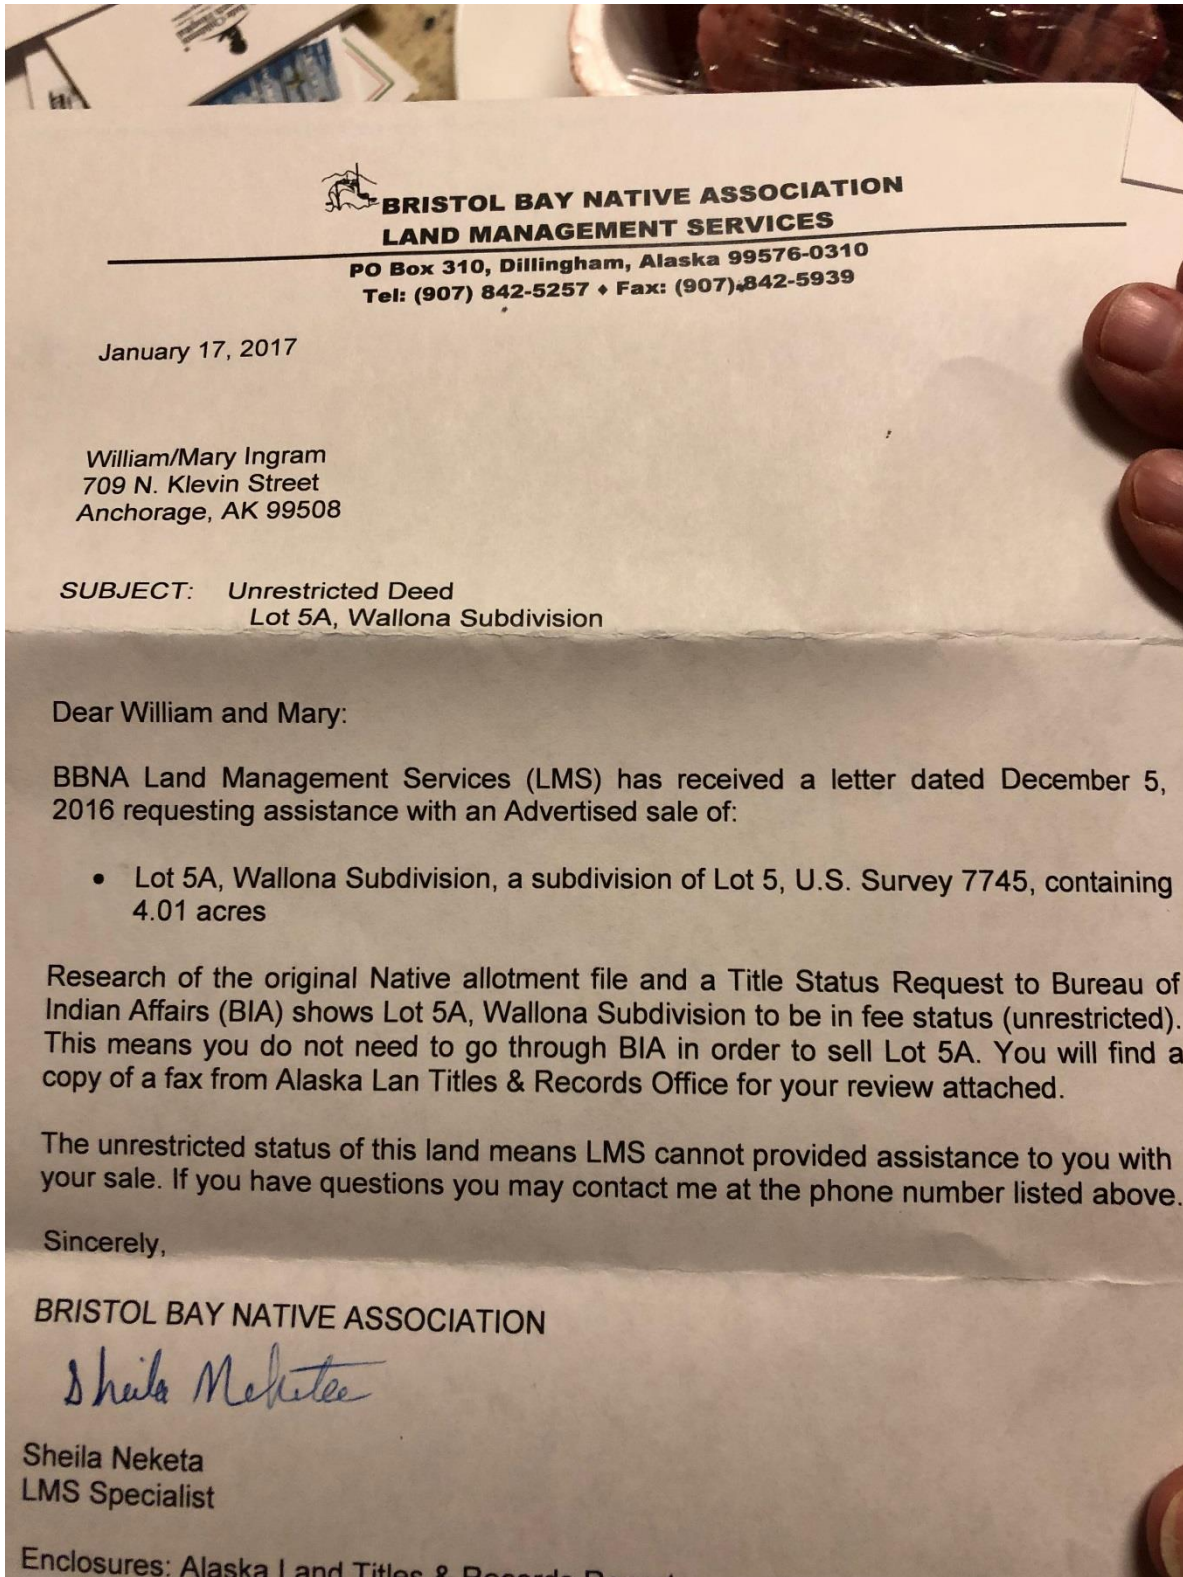 BRISTOL BAY NATIVE ASSOCIATION
LAND MANAGEMENT SERVICES
PO Box 310, Dillingham, Alaska 99576-0310
Tel: (907) 842-5257 ♦ Fax: (907) 842-5939
January 17, 2017
William/Mary Ingram
709 N. Klevin Street
Anchorage, AK 99508
SUBJECT: Unrestricted Deed
Lot 5A, Wallona Subdivision
Dear William and Mary:
BBNA Land Management Services (LMS) has received a letter dated December 5,
2016 requesting assistance with an Advertised sale of:
• Lot 5A, Wallona Subdivision, a subdivision of Lot 5, U.S. Survey 7745, containing
4.01 acres
Research of the original Native allotment file and a Title Status Request to Bureau of
Indian Affairs (BIA) shows Lot 5A, Wallona Subdivision to be in fee status (unrestricted).
This means you do not need to go through BIA in order to sell Lot 5A. You will find a
copy of a fax from Alaska Lan Titles & Records Office for your review attached.
The unrestricted status of this land means LMS cannot provided assistance to you with
your sale. If you have questions you may contact me at the phone number listed above.
Sincerely,
BRISTOL BAY NATIVE ASSOCIATION
Sheila Neketa
Sheila Neketa
LMS Specialist
Enclosures: Alaska Land Titles & Records